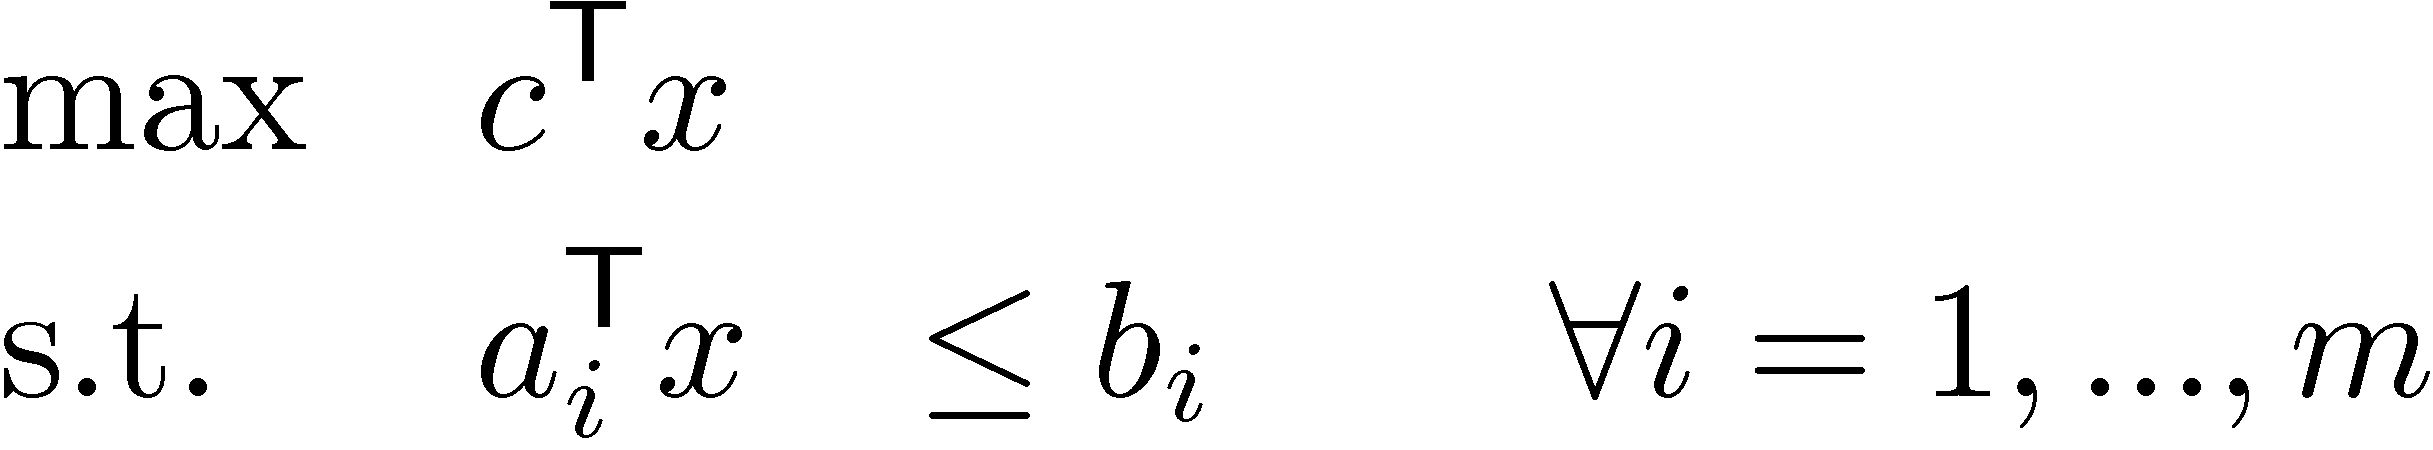 max c^⊤ x
s.t. a_i^⊤ x ≤ b_i ∀i = 1, ..., m